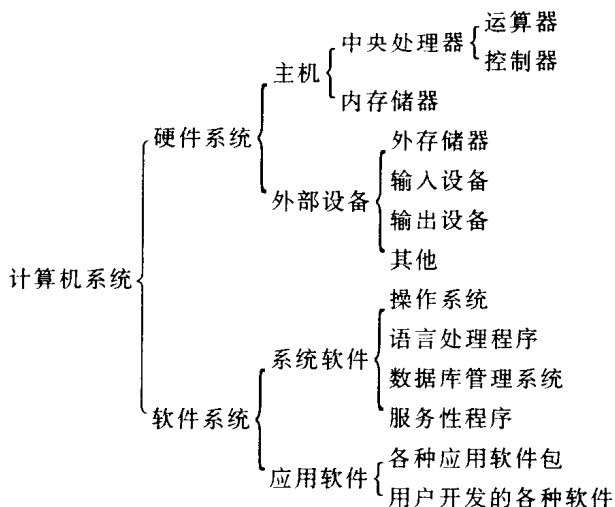 运算器
中央处理器
控制器
主机
内存储器
硬件系统
外存储器
输入设备
外部设备
输出设备
其他
计算机系统
操作系统
语言处理程序
系统软件
数据库管理系统
软件系统
服务性程序
各种应用软件包
应用软件
用户开发的各种软件